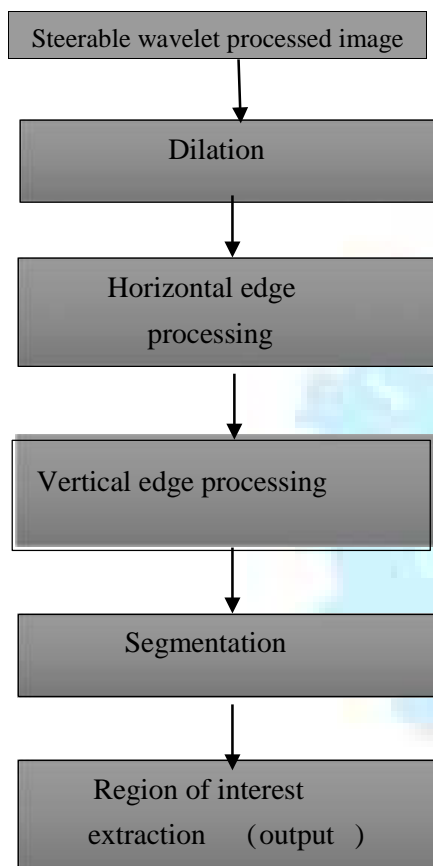 Steerable wavelet processed image
Dilation
Horizontal edge
processing
Vertical edge processing
Segmentation
Region of interest
extraction (output )